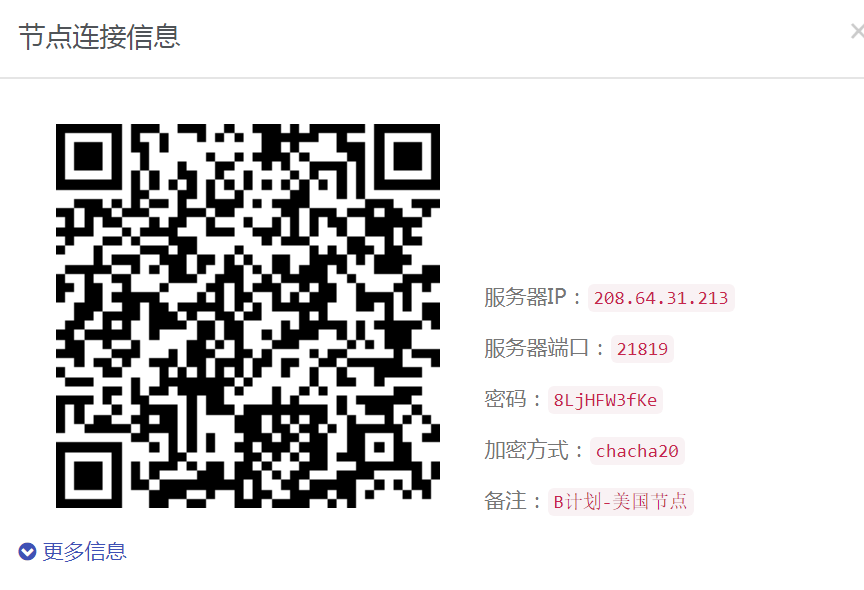 节点连接信息
×
服务器IP：208.64.31.213
服务器端口：21819
密码：8LjHFW3fKe
加密方式：chacha20
备注：B计划-美国节点
更多信息